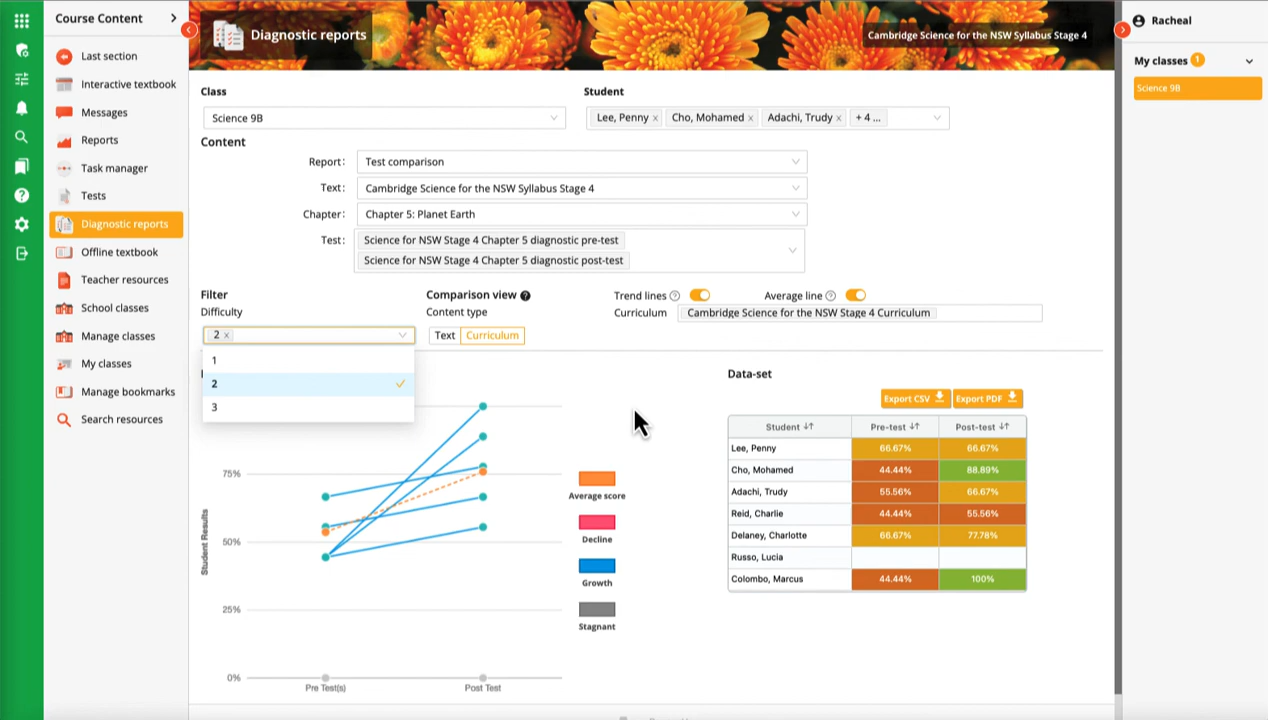 Course Content
Diagnostic reports
Cambridge Science for the NSW Syllabus Stage 4
Racheal
My classes 1
Science 9B
Last section
Interactive textbook
Messages
Reports
Task manager
Tests
Diagnostic reports
Offline textbook
Teacher resources
School classes
Manage classes
My classes
Manage bookmarks
Search resources
Class
Student
Science 9B
Lee, Penny × Cho, Mohamed × Adachi, Trudy × + 4 ...
Content
Report: Test comparison
Text: Cambridge Science for the NSW Syllabus Stage 4
Chapter: Chapter 5: Planet Earth
Test: Science for NSW Stage 4 Chapter 5 diagnostic pre-test
Science for NSW Stage 4 Chapter 5 diagnostic post-test
Filter
Comparison view ?
Trend lines ?
Average line ?
Difficulty
Content type
Curriculum Cambridge Science for the NSW Stage 4 Curriculum
2 ×
Text Curriculum
1
2
3
75%
50%
25%
0%
Student Results
Pre Test(s)
Post Test
Average score
Decline
Growth
Stagnant
Data-set
Export CSV
Export PDF
Student Pre-test Post-test
Lee, Penny 66.67% 66.67%
Cho, Mohamed 44.44% 88.89%
Adachi, Trudy 55.56% 66.67%
Reid, Charlie 44.44% 55.56%
Delaney, Charlotte 66.67% 77.78%
Russo, Lucia
Colombo, Marcus 44.44% 100%